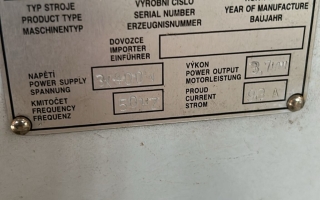 TYP STROJE
PRODUCT TYPE
MASCHINENTYP
VÝROBNÍ ČÍSLO
SERIAL NUMBER
ERZEUGNISNUMMER
YEAR OF MANUFACTURE
BAUJAHR
DOVOZCE
IMPORTER
EINFÜHRER
NAPĚTÍ
POWER SUPPLY
SPANNUNG
VÝKON
POWER OUTPUT
MOTORLEISTUNG
KMITOČET
FREQUENCY
FREQUENZ
PROUD
CURRENT
STROM